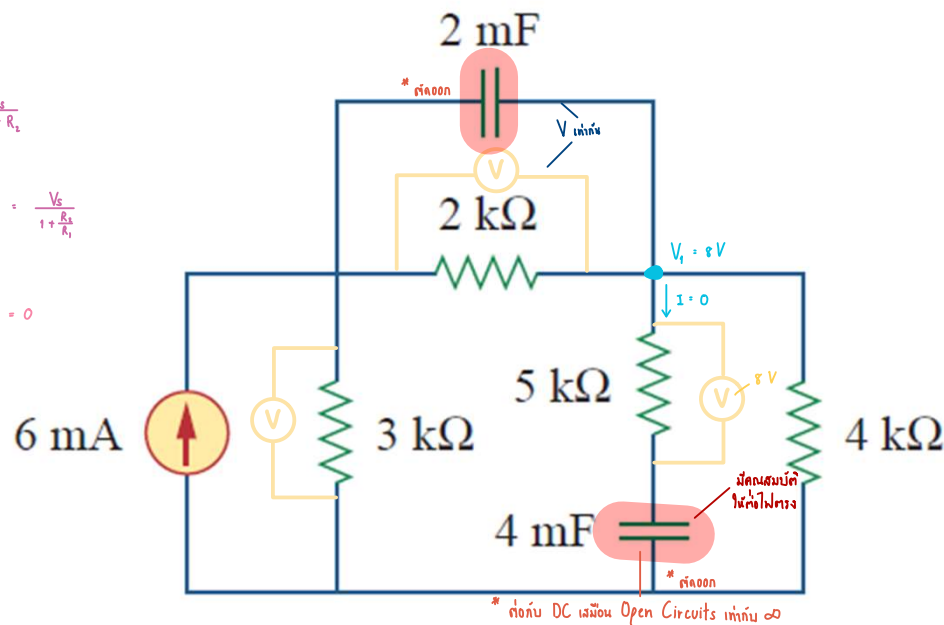 2 mF
* ตัดออก
V เท่ากัน
V
R₂
= Vs
1 + R₂
R₁
2 kΩ
V₁ = 8V
I = 0
= 0
5 kΩ
V
8 V
V
6 mA
3 kΩ
4 kΩ
มีคุณสมบัติ
ให้ต่อไฟตรง
4 mF
* ตัดออก
* ต่อกับ DC เสมือน Open Circuits เท่ากับ ∞